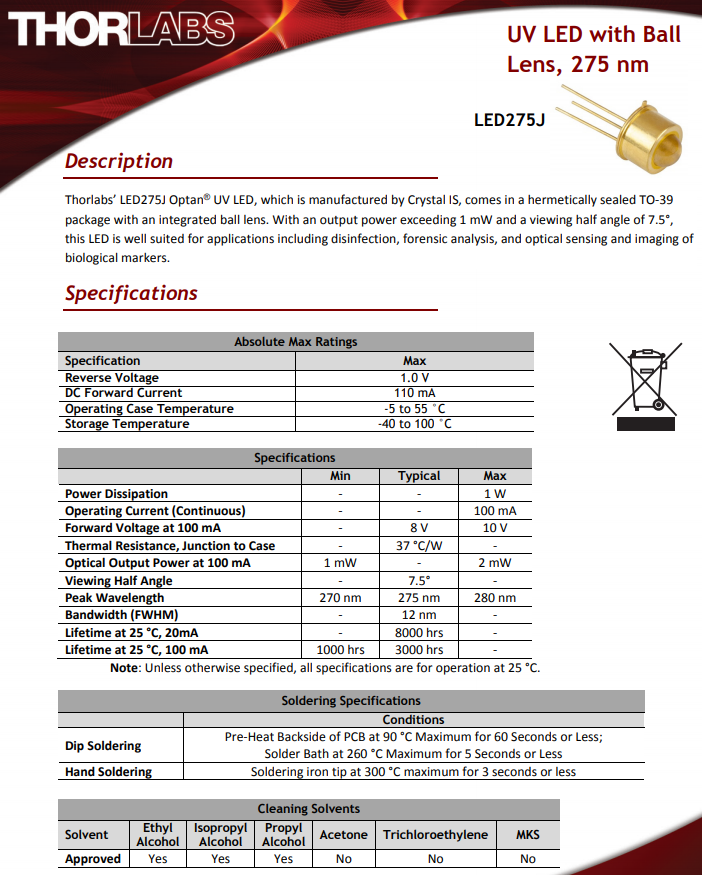 THORLABS
UV LED with Ball
Lens, 275 nm
LED275J
Description
Thorlabs' LED275J Optan® UV LED, which is manufactured by Crystal IS, comes in a hermetically sealed TO-39
package with an integrated ball lens. With an output power exceeding 1 mW and a viewing half angle of 7.5°,
this LED is well suited for applications including disinfection, forensic analysis, and optical sensing and imaging of
biological markers.
Specifications
Absolute Max Ratings
Specification Max
Reverse Voltage 1.0 V
DC Forward Current 110 mA
Operating Case Temperature -5 to 55 ˚C
Storage Temperature -40 to 100 ˚C
Specifications
Min Typical Max
Power Dissipation - - 1 W
Operating Current (Continuous) - - 100 mA
Forward Voltage at 100 mA - 8 V 10 V
Thermal Resistance, Junction to Case - 37 °C/W -
Optical Output Power at 100 mA 1 mW - 2 mW
Viewing Half Angle - 7.5° -
Peak Wavelength 270 nm 275 nm 280 nm
Bandwidth (FWHM) - 12 nm -
Lifetime at 25 °C, 20mA - 8000 hrs -
Lifetime at 25 °C, 100 mA 1000 hrs 3000 hrs -
Note: Unless otherwise specified, all specifications are for operation at 25 °C.
Soldering Specifications
Conditions
Dip Soldering Pre-Heat Backside of PCB at 90 °C Maximum for 60 Seconds or Less;
Solder Bath at 260 °C Maximum for 5 Seconds or Less
Hand Soldering Soldering iron tip at 300 °C maximum for 3 seconds or less
Cleaning Solvents
Solvent Ethyl Alcohol Isopropyl Alcohol Propyl Alcohol Acetone Trichloroethylene MKS
Approved Yes Yes Yes No No No